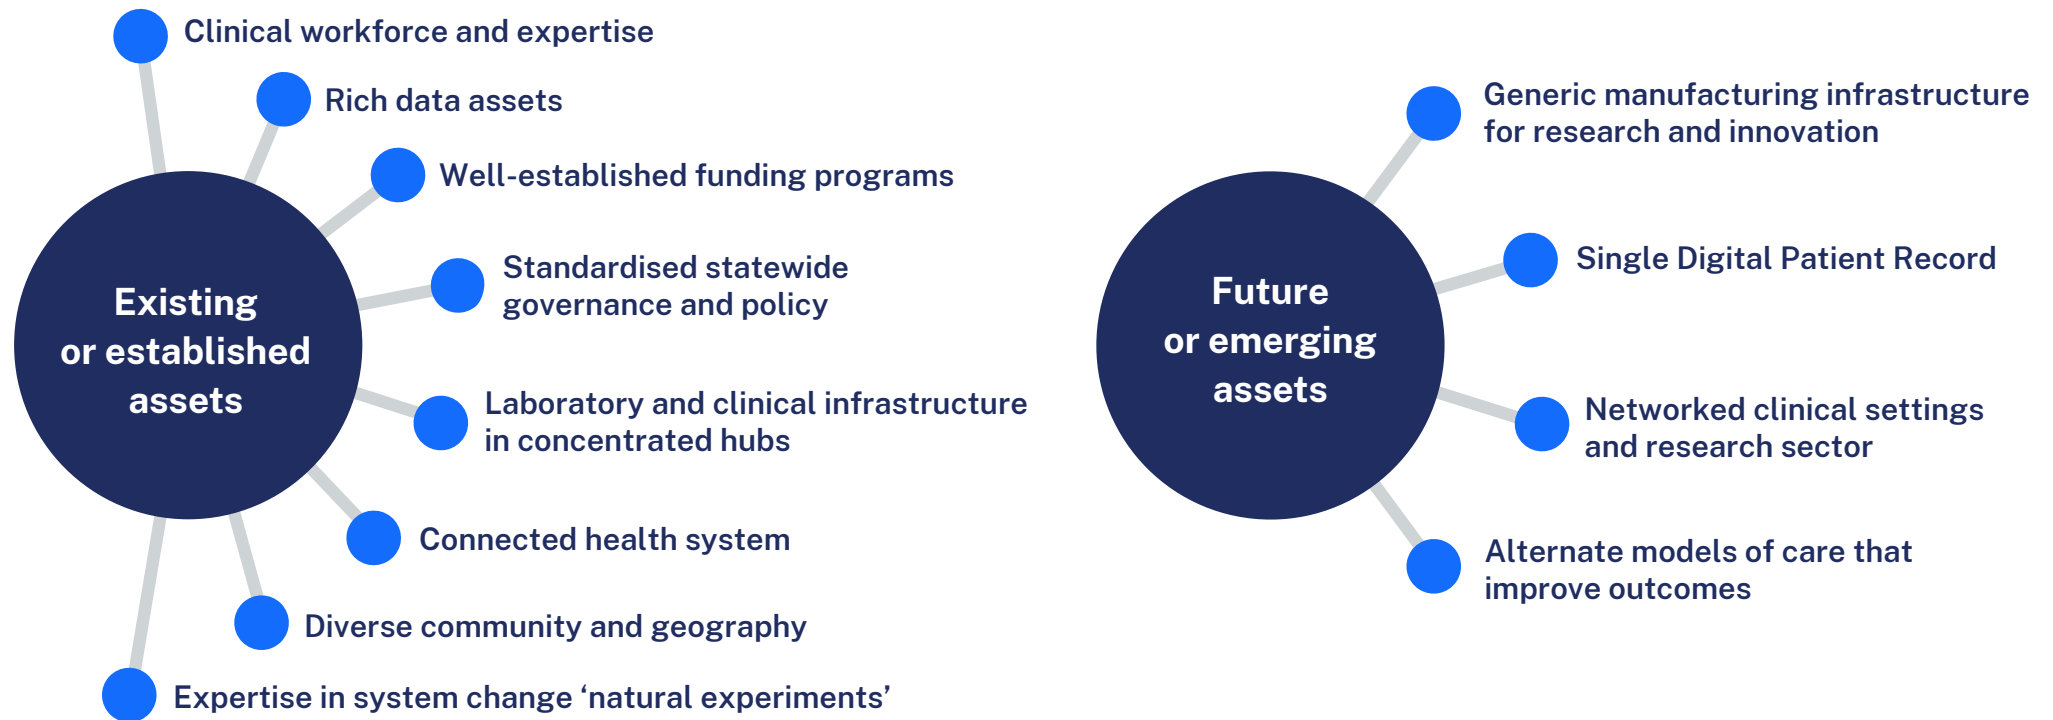 Existing
or established
assets
Clinical workforce and expertise
Rich data assets
Well-established funding programs
Standardised statewide
governance and policy
Laboratory and clinical infrastructure
in concentrated hubs
Connected health system
Diverse community and geography
Expertise in system change ‘natural experiments’
Future
or emerging
assets
Generic manufacturing infrastructure
for research and innovation
Single Digital Patient Record
Networked clinical settings
and research sector
Alternate models of care that
improve outcomes